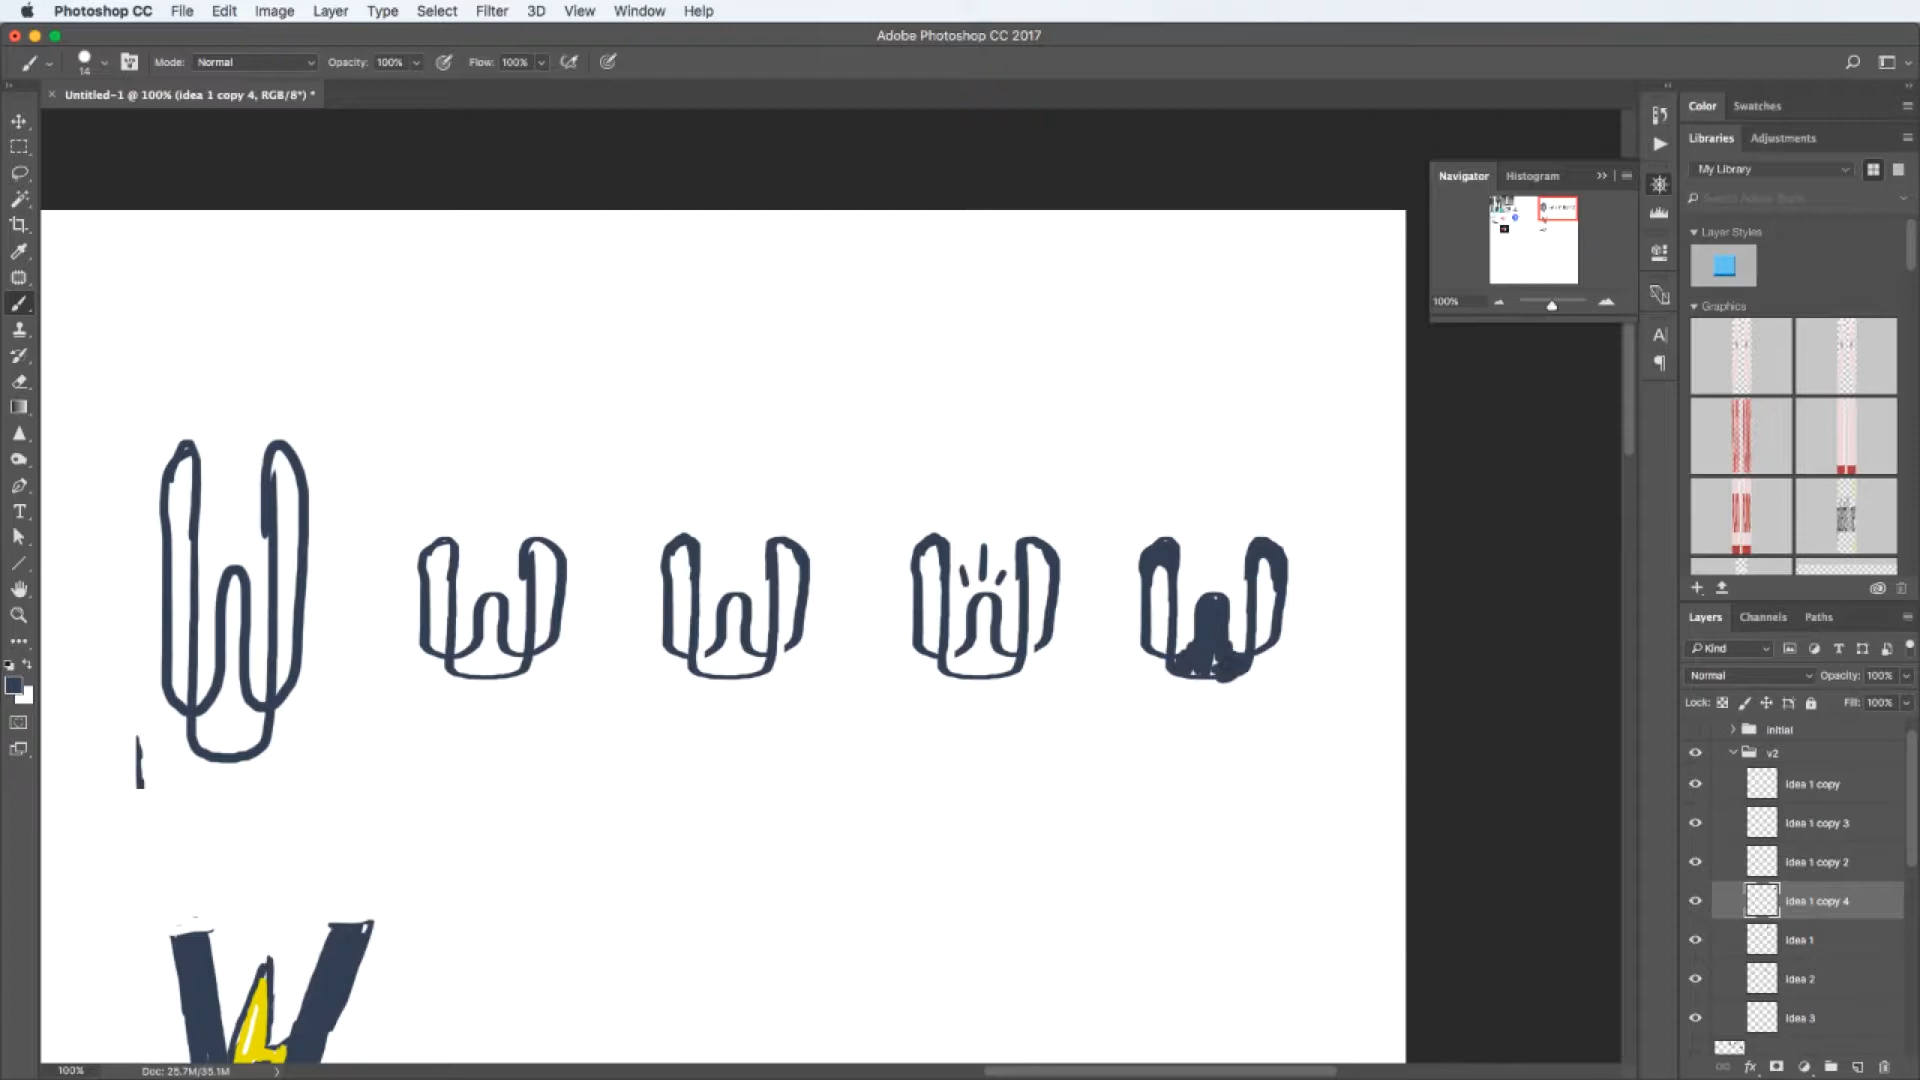 Photoshop CC File Edit Image Layer Type Select Filter 3D View Window Help
Adobe Photoshop CC 2017
14 Mode: Normal Opacity: 100% Flow: 100%
Untitled-1 @ 100% (idea 1 copy 4, RGB/8*) *
Color Swatches
Libraries Adjustments
My Library
Navigator Histogram
100%
Layer Styles
Graphics
Layers Channels Paths
Kind
Normal Opacity: 100%
Lock: Fill: 100%
initial
v2
idea 1 copy
idea 1 copy 3
idea 1 copy 2
idea 1 copy 4
idea 1
idea 2
idea 3
100% Doc: 25.7M/35.1M